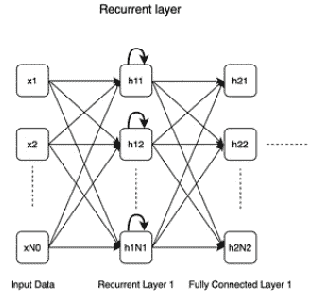 Recurrent layer
x1 h11 h21
x2 h12 h22
xN0 h1N1 h2N2
Input Data Recurrent Layer 1 Fully Connected Layer 1